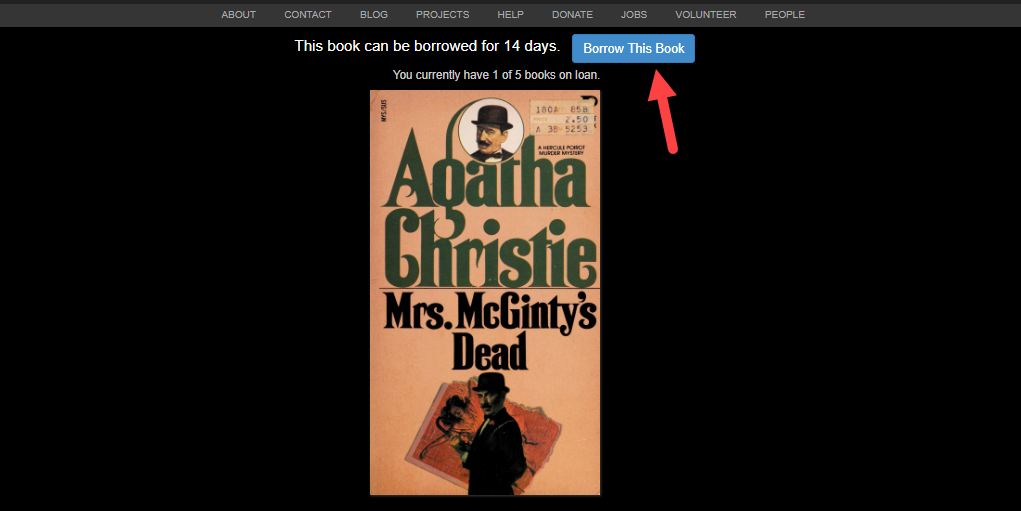 ABOUT CONTACT BLOG PROJECTS HELP DONATE JOBS VOLUNTEER PEOPLE
This book can be borrowed for 14 days. Borrow This Book
You currently have 1 of 5 books on loan.
180A 85B
2.50
A 38-9253
A HERCULE POIROT
MURDER MYSTERY
Agatha
Christie
Mrs. McGinty's
Dead